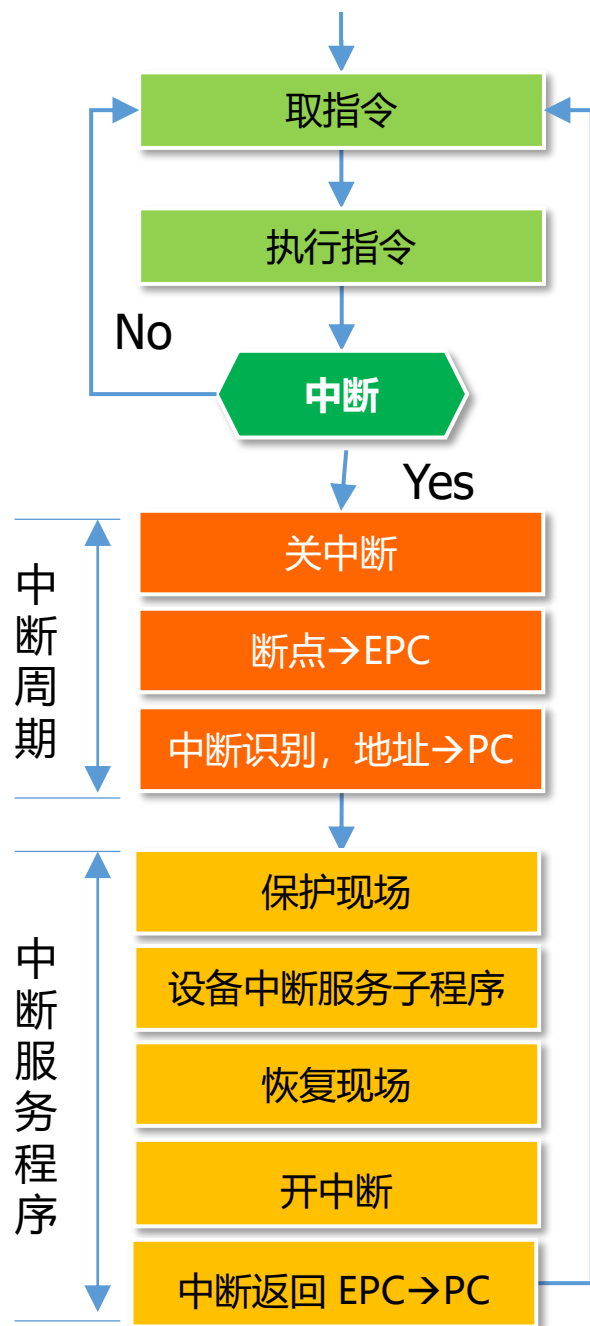 取指令
执行指令
No
中断
Yes
中断周期
关中断
断点→EPC
中断识别，地址→PC
中断服务程序
保护现场
设备中断服务子程序
恢复现场
开中断
中断返回 EPC→PC